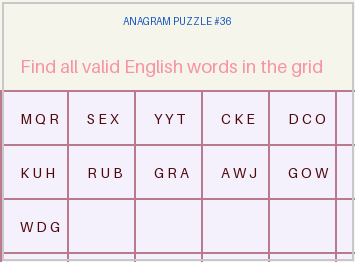 ANAGRAM PUZZLE #36
Find all valid English words in the grid
MQR SEX YYT CKE DCO
KUH RUB GRA AWJ GOW
WDG